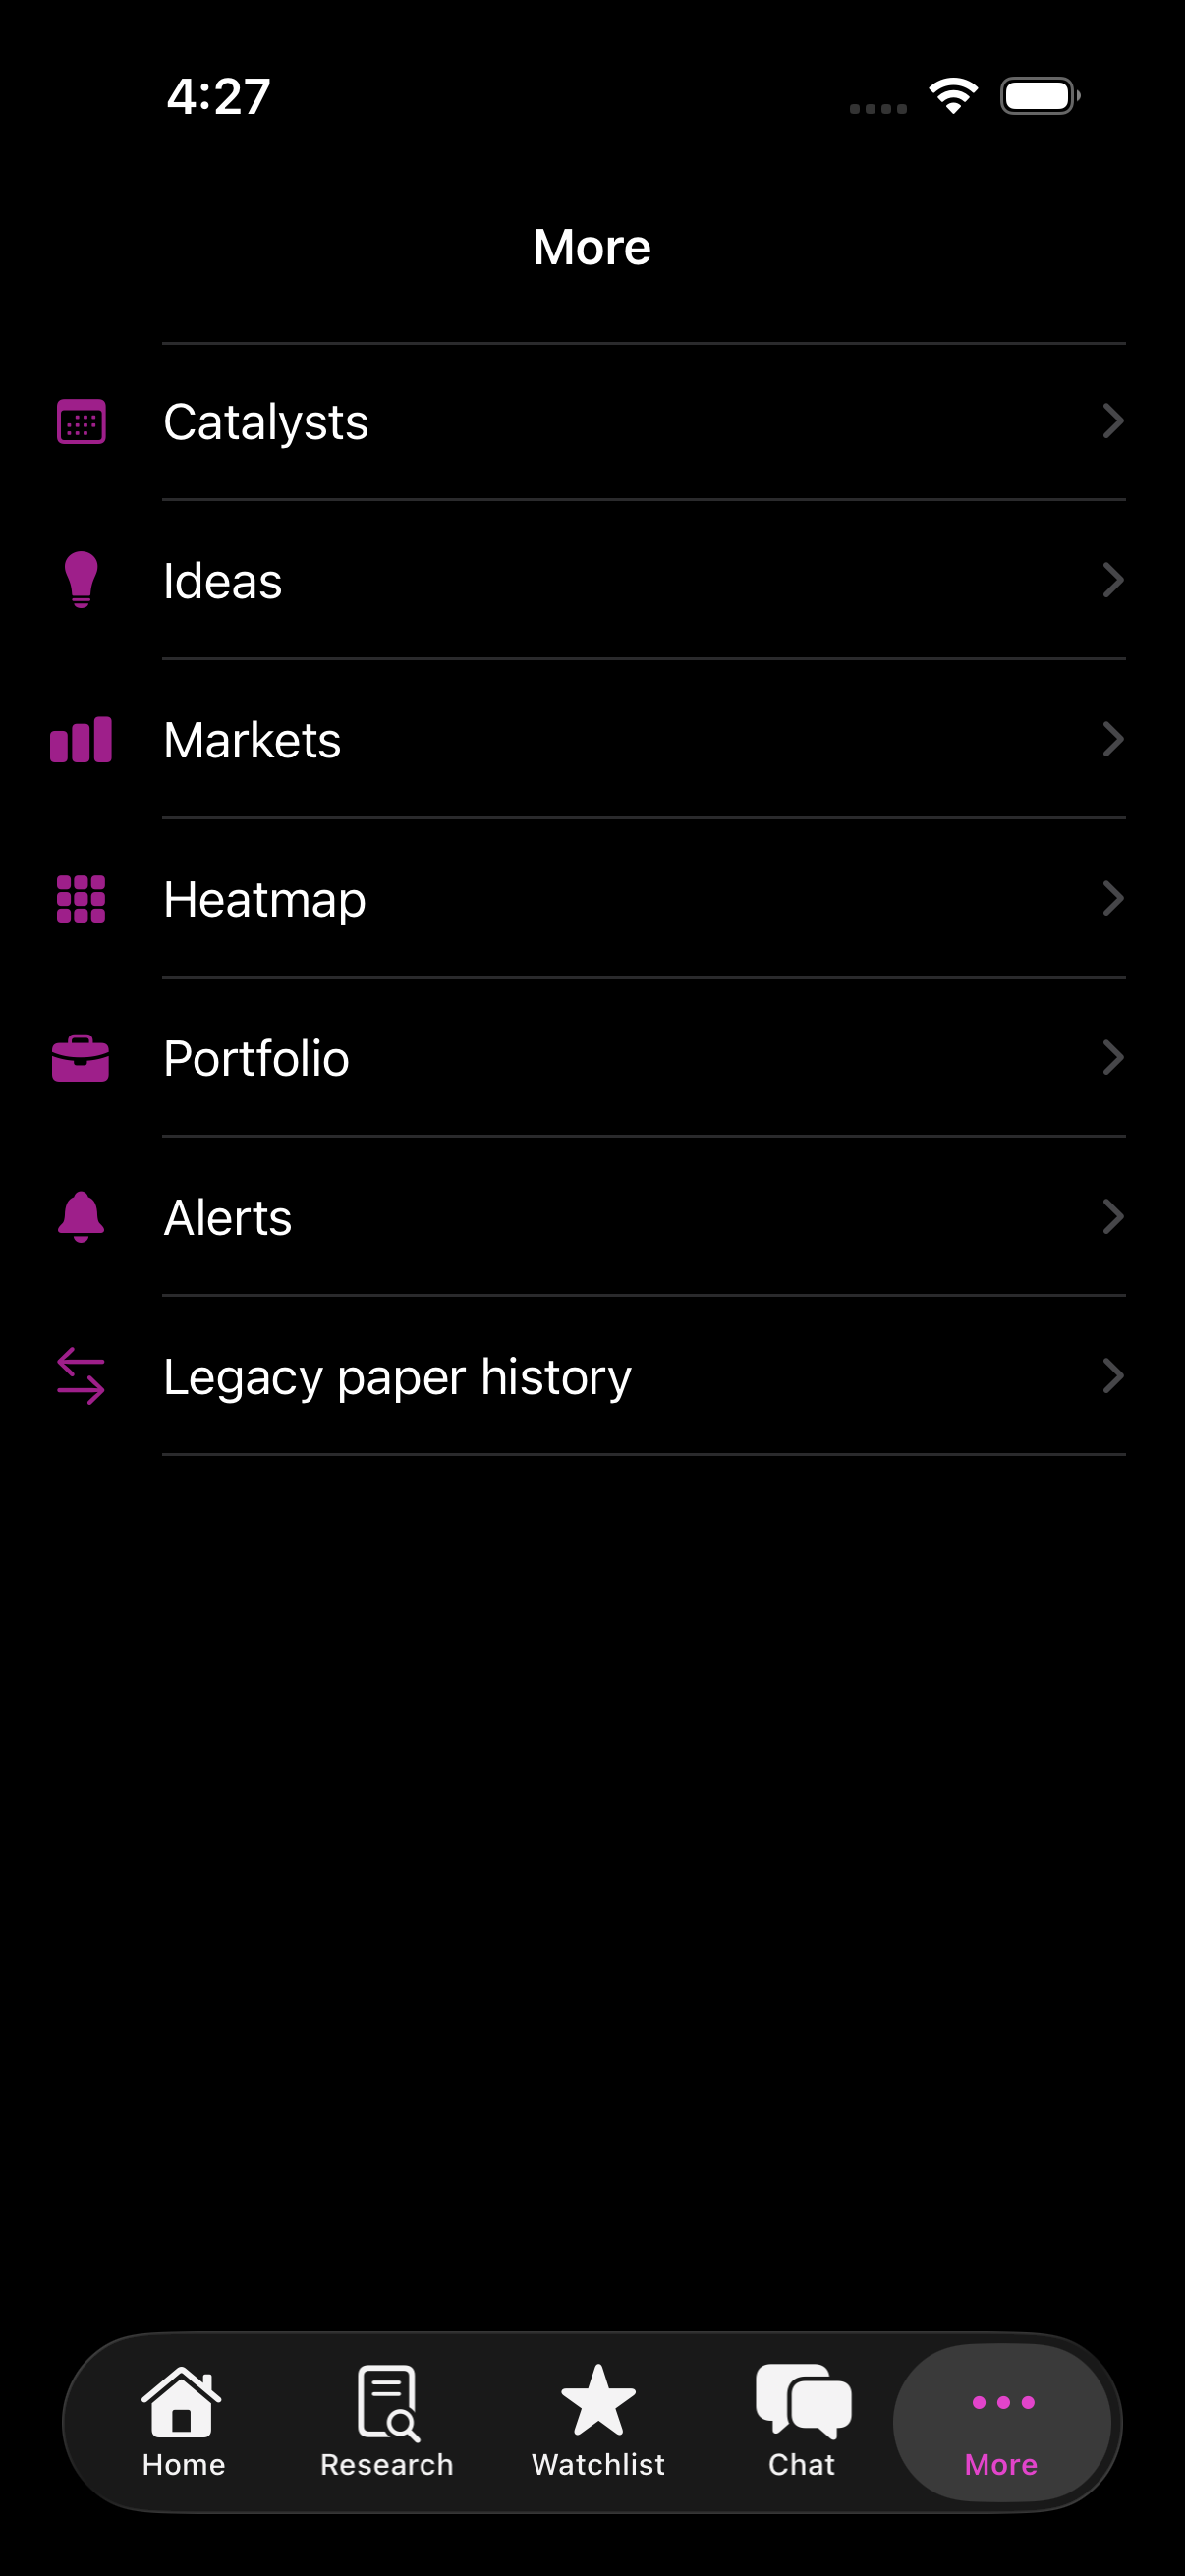 4:27
More
Catalysts
Ideas
Markets
Heatmap
Portfolio
Alerts
Legacy paper history
Home
Research
Watchlist
Chat
More